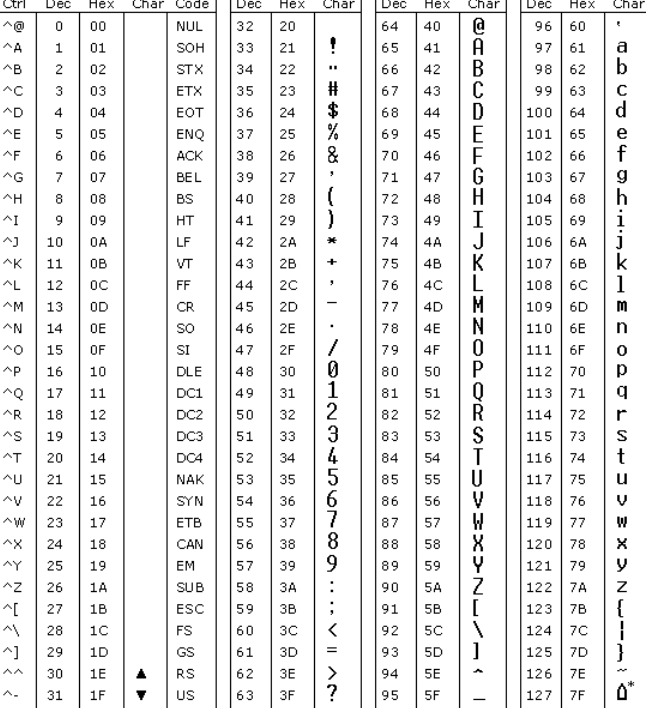 Ctrl Dec Hex Char Code Dec Hex Char Dec Hex Char Dec Hex Char
^@ 0 00 NUL 32 20 64 40 @ 96 60 `
^A 1 01 SOH 33 21 ! 65 41 A 97 61 a
^B 2 02 STX 34 22 " 66 42 B 98 62 b
^C 3 03 ETX 35 23 # 67 43 C 99 63 c
^D 4 04 EOT 36 24 $ 68 44 D 100 64 d
^E 5 05 ENQ 37 25 % 69 45 E 101 65 e
^F 6 06 ACK 38 26 & 70 46 F 102 66 f
^G 7 07 BEL 39 27 ' 71 47 G 103 67 g
^H 8 08 BS 40 28 ( 72 48 H 104 68 h
^I 9 09 HT 41 29 ) 73 49 I 105 69 i
^J 10 0A LF 42 2A * 74 4A J 106 6A j
^K 11 0B VT 43 2B + 75 4B K 107 6B k
^L 12 0C FF 44 2C , 76 4C L 108 6C l
^M 13 0D CR 45 2D - 77 4D M 109 6D m
^N 14 0E SO 46 2E . 78 4E N 110 6E n
^O 15 0F SI 47 2F / 79 4F O 111 6F o
^P 16 10 DLE 48 30 0 80 50 P 112 70 p
^Q 17 11 DC1 49 31 1 81 51 Q 113 71 q
^R 18 12 DC2 50 32 2 82 52 R 114 72 r
^S 19 13 DC3 51 33 3 83 53 S 115 73 s
^T 20 14 DC4 52 34 4 84 54 T 116 74 t
^U 21 15 NAK 53 35 5 85 55 U 117 75 u
^V 22 16 SYN 54 36 6 86 56 V 118 76 v
^W 23 17 ETB 55 37 7 87 57 W 119 77 w
^X 24 18 CAN 56 38 8 88 58 X 120 78 x
^Y 25 19 EM 57 39 9 89 59 Y 121 79 y
^Z 26 1A SUB 58 3A : 90 5A Z 122 7A z
^[ 27 1B ESC 59 3B ; 91 5B [ 123 7B {
^\ 28 1C FS 60 3C < 92 5C \ 124 7C ¦
^] 29 1D GS 61 3D = 93 5D ] 125 7D }
^^ 30 1E ▲ RS 62 3E > 94 5E ^ 126 7E ~
^- 31 1F ▼ US 63 3F ? 95 5F _ 127 7F ⌂*